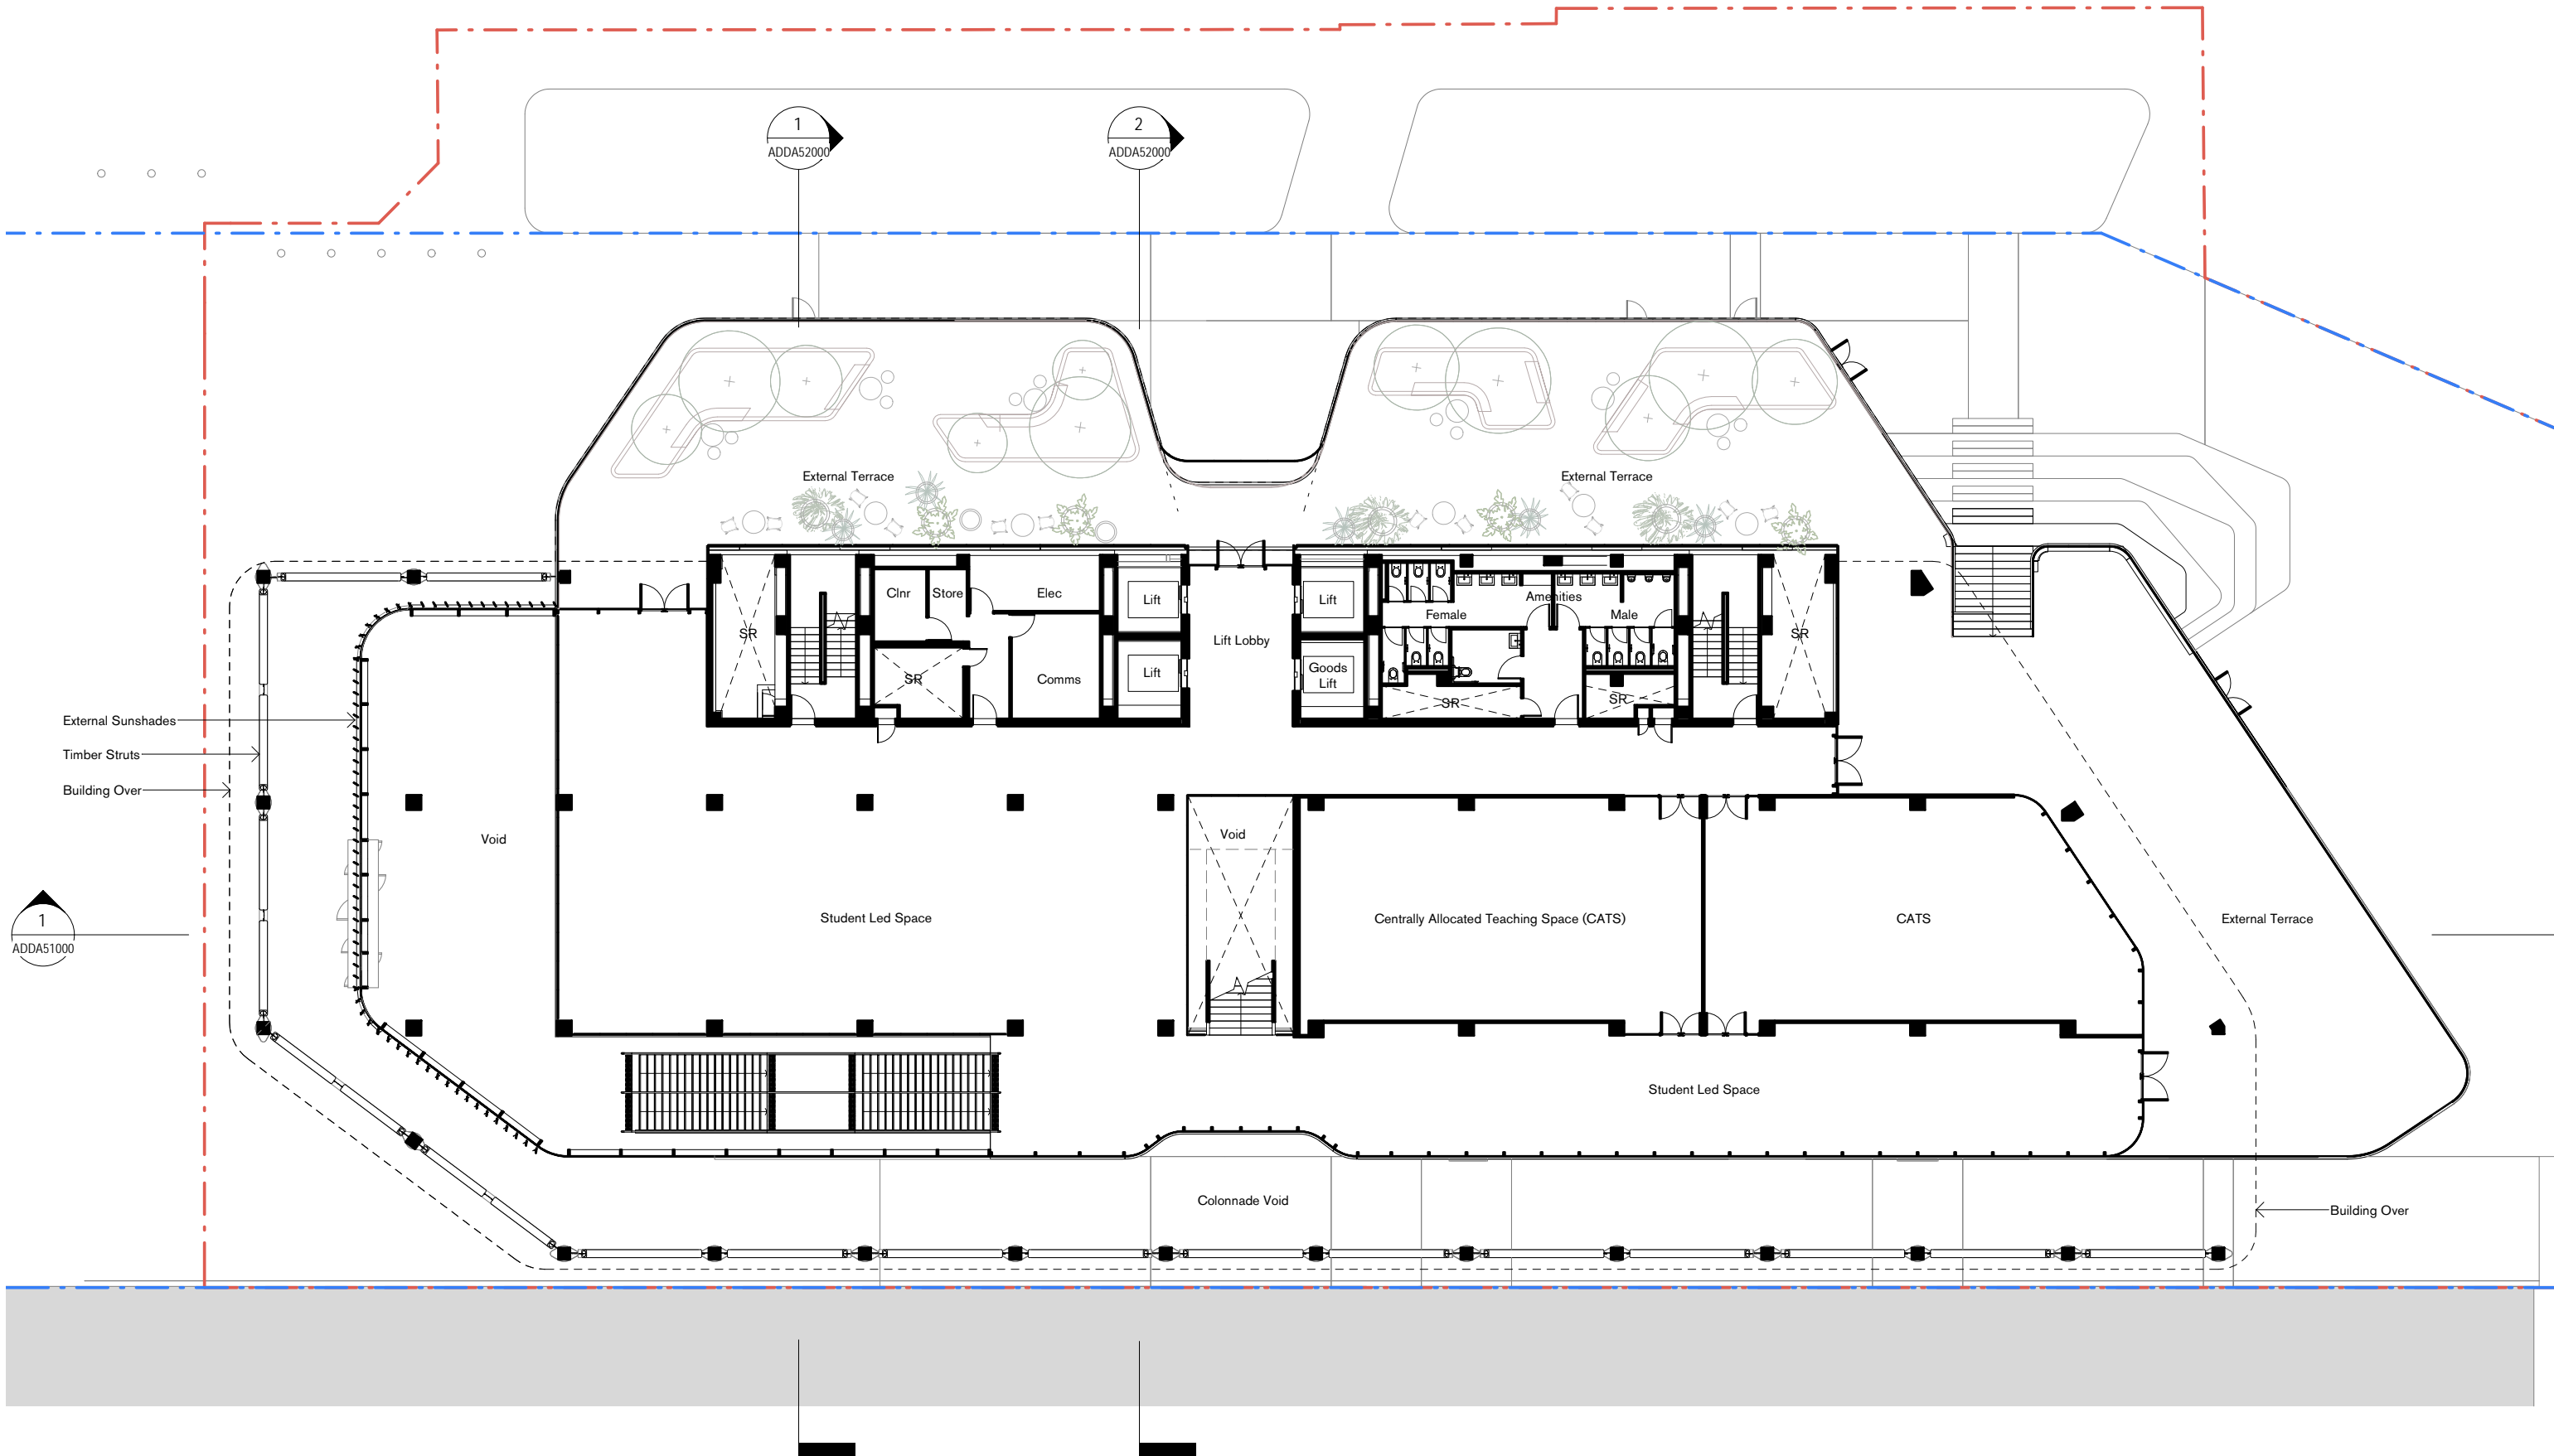 1
ADDA52000
2
ADDA52000
External Terrace
External Terrace
Clnr
Store
Elec
Lift
Lift
Female
Amenities
Male
SR
Lift Lobby
SR
SR
Comms
Lift
Goods
Lift
SR
SR
External Sunshades
Timber Struts
Building Over
Void
Void
1
ADDA51000
Student Led Space
Centrally Allocated Teaching Space (CATS)
CATS
External Terrace
Student Led Space
Colonnade Void
Building Over